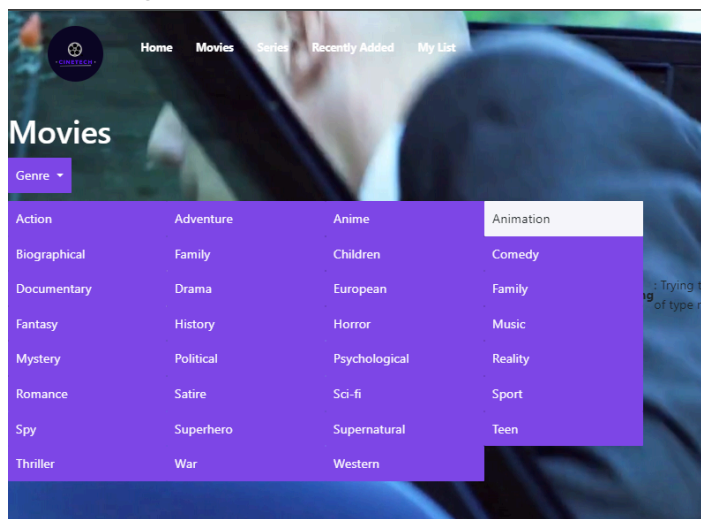 •CINETECH•
Home Movies Series Recently Added My List
Movies
Genre
Action Adventure Anime Animation
Biographical Family Children Comedy
Documentary Drama European Family
: Trying t
ng
of type
Fantasy History Horror Music
Mystery Political Psychological Reality
Romance Satire Sci-fi Sport
Spy Superhero Supernatural Teen
Thriller War Western